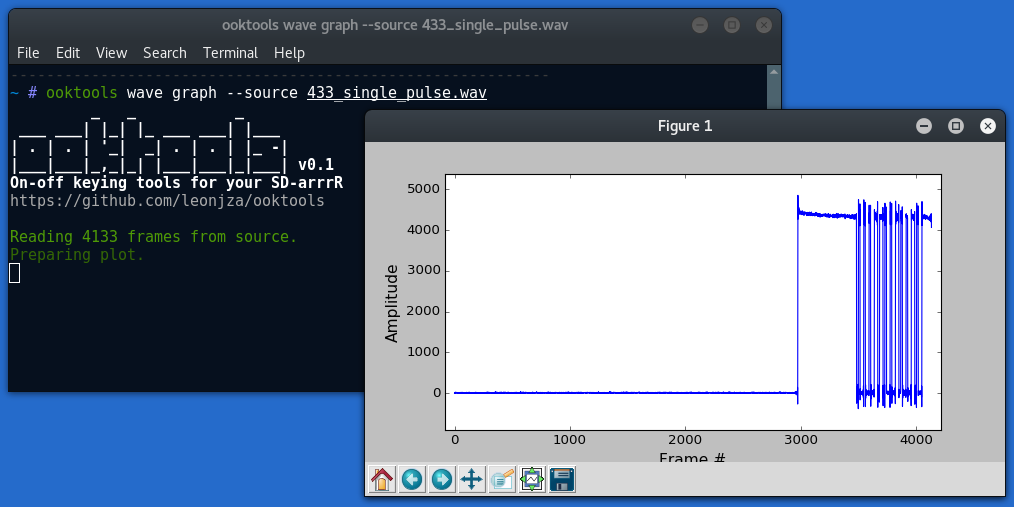 ooktools wave graph --source 433_single_pulse.wav
File Edit View Search Terminal Help
------------------------------------------------------------
~ # ooktools wave graph --source 433_single_pulse.wav
ooktools v0.1
On-off keying tools for your SD-arrrR
https://github.com/leonjza/ooktools
Reading 4133 frames from source.
Preparing plot.
Figure 1
5000
4000
3000
2000
1000
0
Amplitude
0 1000 2000 3000 4000
Frame #